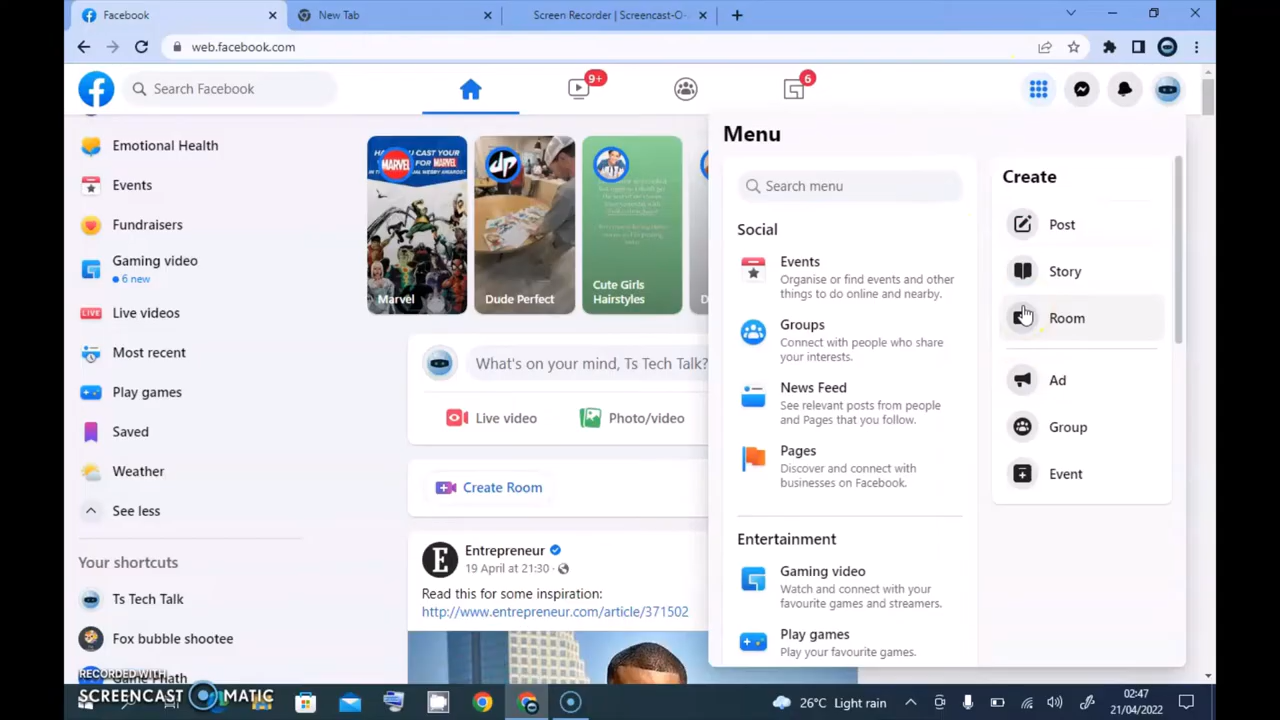 Facebook
New Tab
Screen Recorder | Screencast-O-
web.facebook.com
Search Facebook
9+
6
Emotional Health
Events
Fundraisers
Gaming video
6 new
LIVE Live videos
Most recent
Play games
Saved
Weather
See less
Your shortcuts
Ts Tech Talk
Fox bubble shootee
Game Math
MARVEL
Marvel
dp
Dude Perfect
Cute Girls
Hairstyles
What's on your mind, Ts Tech Talk?
Live video
Photo/video
Create Room
E
Entrepreneur
19 April at 21:30
Read this for some inspiration:
http://www.entrepreneur.com/article/371502
Menu
Search menu
Social
Events
Organise or find events and other
things to do online and nearby.
Groups
Connect with people who share
your interests.
News Feed
See relevant posts from people
and Pages that you follow.
Pages
Discover and connect with
businesses on Facebook.
Entertainment
Gaming video
Watch and connect with your
favourite games and streamers.
Play games
Play your favourite games.
Create
Post
Story
Room
Ad
Group
Event
RECORDED WITH
SCREENCAST MATIC
26°C Light rain
02:47
21/04/2022